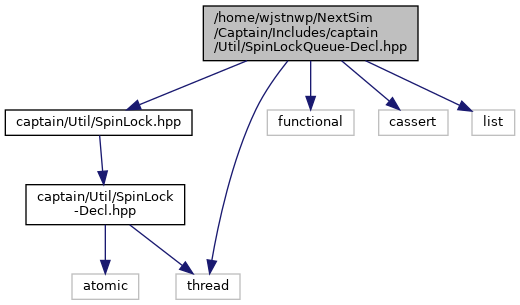 /home/wjstnwp/NextSim
/Captain/Includes/captain
/Util/SpinLockQueue-Decl.hpp
captain/Util/SpinLock.hpp
functional
cassert
list
captain/Util/SpinLock
-Decl.hpp
atomic
thread